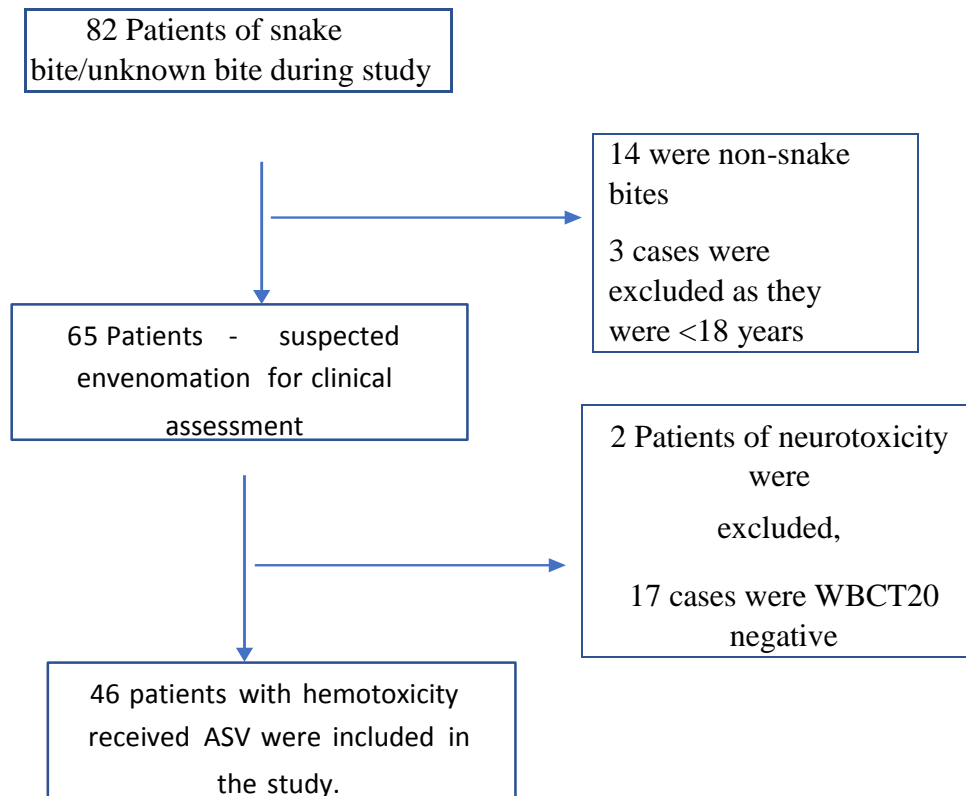 82 Patients of snake
bite/unknown bite during study
14 were non-snake
bites
3 cases were
excluded as they
were <18 years
65 Patients - suspected
envenomation for clinical
assessment
2 Patients of neurotoxicity
were
excluded,
17 cases were WBCT20
negative
46 patients with hemotoxicity
received ASV were included in
the study.